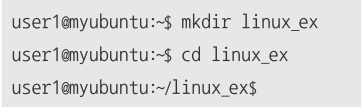 user1@myubuntu:~$ mkdir linux_ex
user1@myubuntu:~$ cd linux_ex
user1@myubuntu:~/linux_ex$